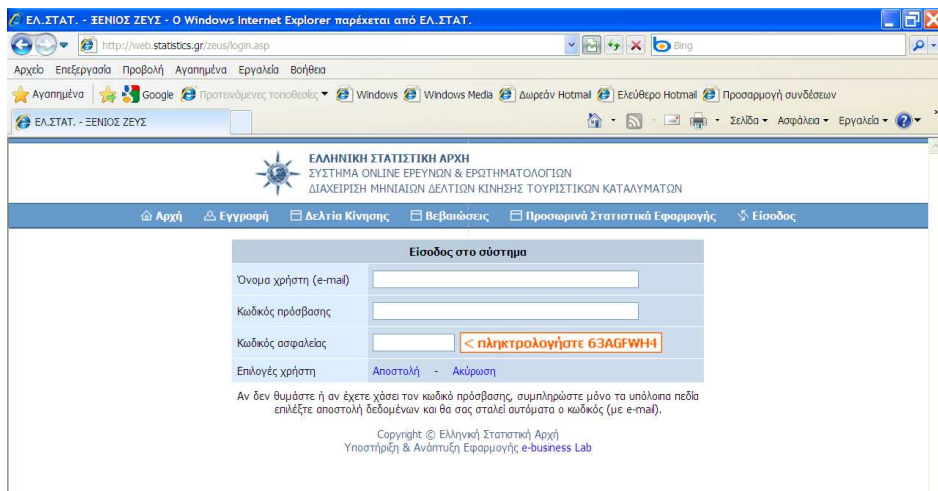 ΕΛ.ΣΤΑΤ. - ΞΕΝΙΟΣ ΖΕΥΣ - Ο Windows Internet Explorer παρέχεται από ΕΛ.ΣΤΑΤ.
http://web.statistics.gr/zeus/login.asp
Bing
Αρχείο Επεξεργασία Προβολή Αγαπημένα Εργαλεία Βοήθεια
Αγαπημένα Google Προτεινόμενες τοποθεσίες Windows Windows Media Δωρεάν Hotmail Ελεύθερο Hotmail Προσαρμογή συνδέσεων
ΕΛ.ΣΤΑΤ. - ΞΕΝΙΟΣ ΖΕΥΣ Σελίδα Ασφάλεια Εργαλεία
ΕΛΛΗΝΙΚΗ ΣΤΑΤΙΣΤΙΚΗ ΑΡΧΗ
ΣΥΣΤΗΜΑ ONLINE ΕΡΕΥΝΩΝ & ΕΡΩΤΗΜΑΤΟΛΟΓΙΩΝ
ΔΙΑΧΕΙΡΙΣΗ ΜΗΝΙΑΙΩΝ ΔΕΛΤΙΩΝ ΚΙΝΗΣΗΣ ΤΟΥΡΙΣΤΙΚΩΝ ΚΑΤΑΛΥΜΑΤΩΝ
Αρχή Εγγραφή Δελτία Κίνησης Βεβαιώσεις Προσωρινά Στατιστικά Εφαρμογής Είσοδος
Είσοδος στο σύστημα
Όνομα χρήστη (e-mail)
Κωδικός πρόσβασης
Κωδικός ασφαλείας < πληκτρολογήστε 63AGFWH4
Επιλογές χρήστη Αποστολή - Ακύρωση
Αν δεν θυμάστε ή αν έχετε χάσει τον κωδικό πρόσβασης, συμπληρώστε μόνο τα υπόλοιπα πεδία
επιλέξτε αποστολή δεδομένων και θα σας σταλεί αυτόματα ο κωδικός (με e-mail).
Copyright © Ελληνική Στατιστική Αρχή
Υποστήριξη & Ανάπτυξη Εφαρμογής e-business Lab